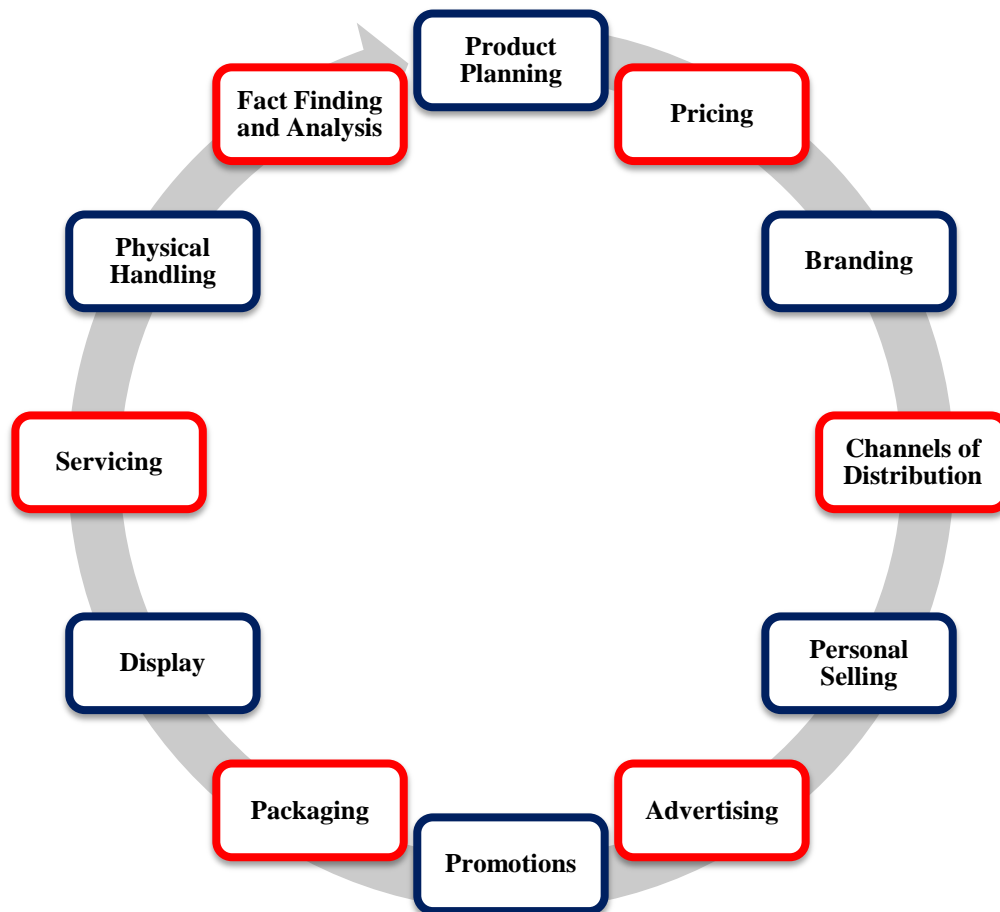 Product
Planning
Pricing
Branding
Channels of
Distribution
Personal
Selling
Advertising
Promotions
Packaging
Display
Servicing
Physical
Handling
Fact Finding
and Analysis